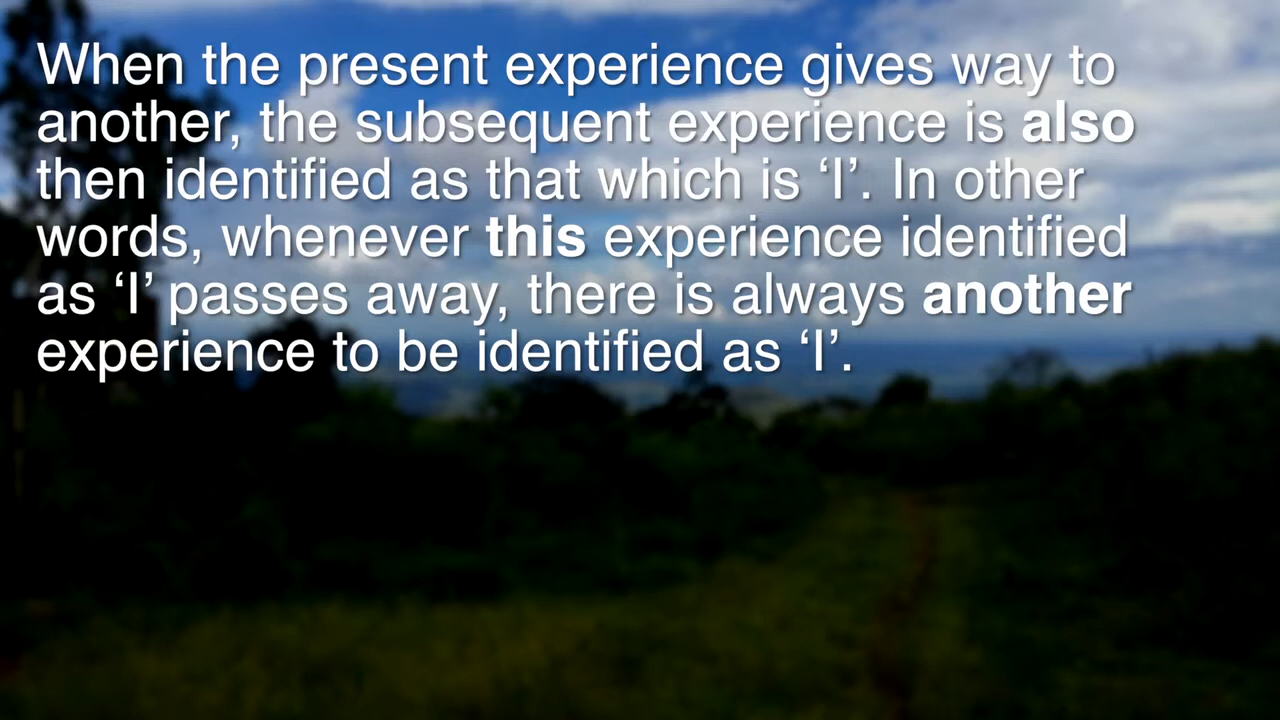 When the present experience gives way to
another, the subsequent experience is also
then identified as that which is ‘I’. In other
words, whenever this experience identified
as ‘I’ passes away, there is always another
experience to be identified as ‘I’.